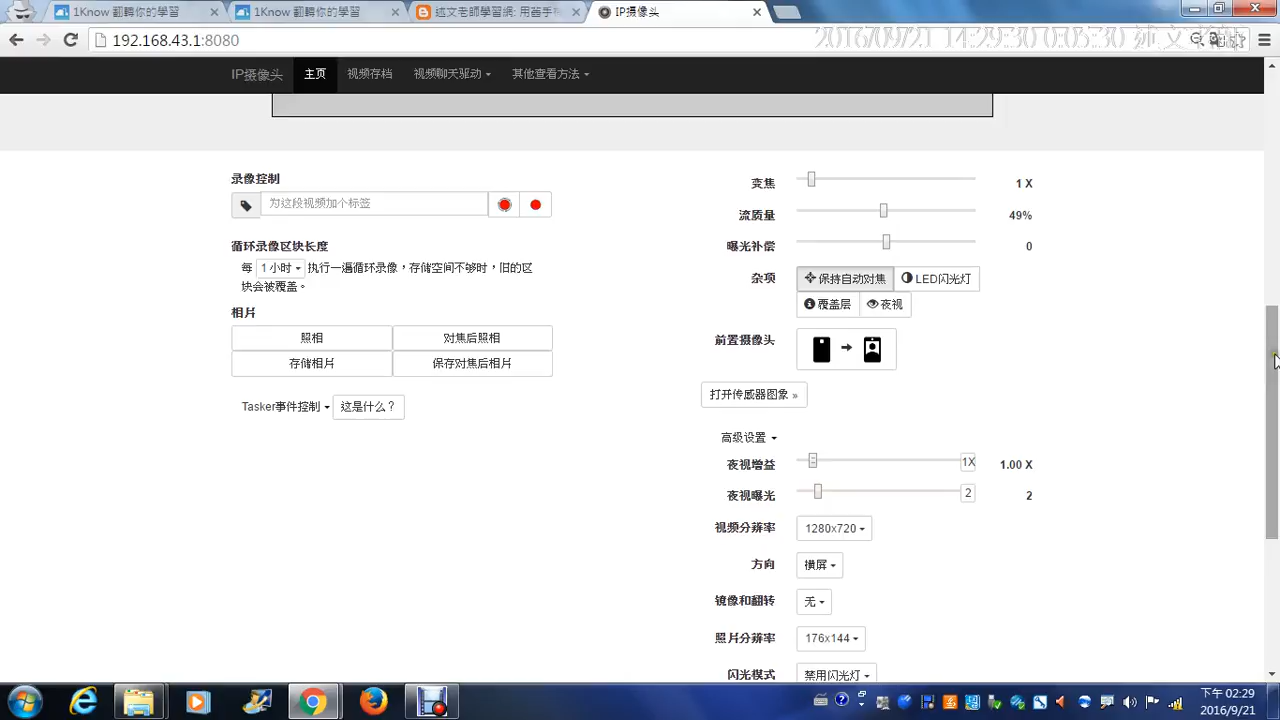 1Know 翻轉你的學習
1Know 翻轉你的學習
IP摄像头
192.168.43.1:8080
2016/09/21 14:29:30 0:05:30
IP摄像头 主页 视频存档 视频聊天驱动 其他查看方法
录像控制
为这段视频加个标签
循环录像区块长度
每 1 小时 执行一遍循环录像，存储空间不够时，旧的区
块会被覆盖。
相片
照相 对焦后照相
存储相片 保存对焦后相片
Tasker事件控制 这是什么？
变焦 1 X
流质量 49%
曝光补偿 0
杂项 保持自动对焦 LED闪光灯
覆盖层 夜视
前置摄像头
打开传感器图象 »
高级设置
夜视增益 1X 1.00 X
夜视曝光 2 2
视频分辨率 1280x720
方向 横屏
镜像和翻转 无
照片分辨率 176x144
闪光模式 禁用闪光灯
下午 02:29
2016/9/21